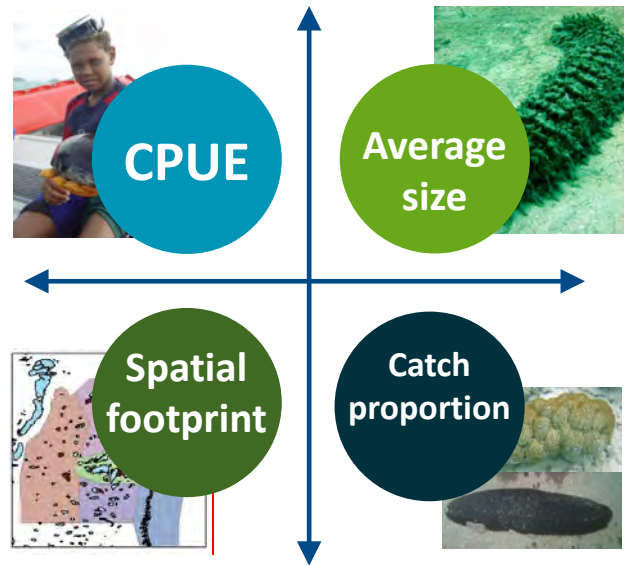 CPUE
Average
size
Spatial
footprint
Catch
proportion